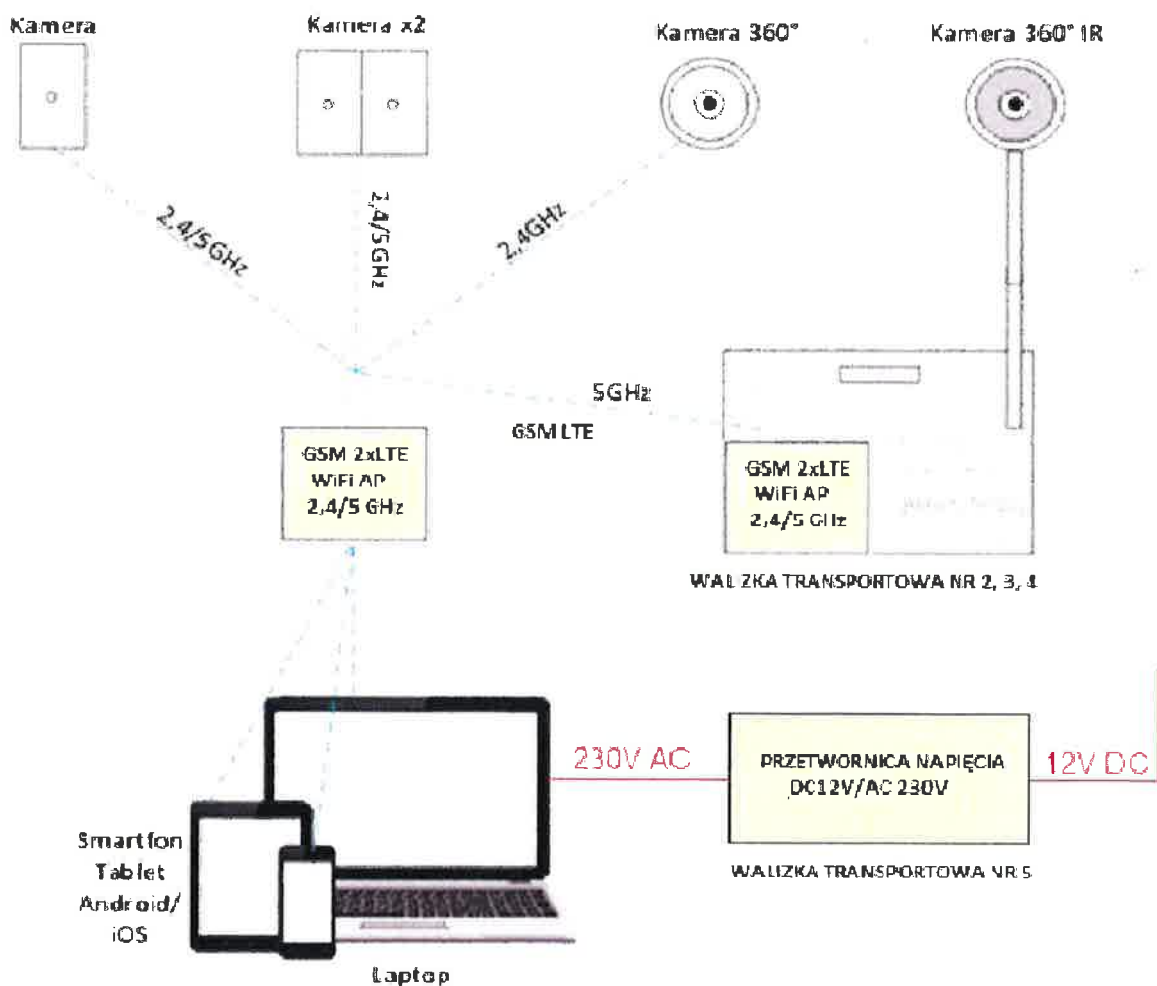 Kamera
Kamera x2
Kamera 360°
Kamera 360° IR
2,4/5GHz
2,4/5GHz
2,4GHz
5GHz
GSM LTE
GSM 2xLTE
WiFi AP
2,4/5 GHz
GSM 2xLTE
WiFi AP
2,4/5 GHz
WALIZKA TRANSPORTOWA NR 2, 3, 4
230V AC
PRZETWORNICA NAPIĘCIA
DC12V/AC 230V
12V DC
WALIZKA TRANSPORTOWA NR 5
Smartfon
Tablet
Android/
iOS
Laptop